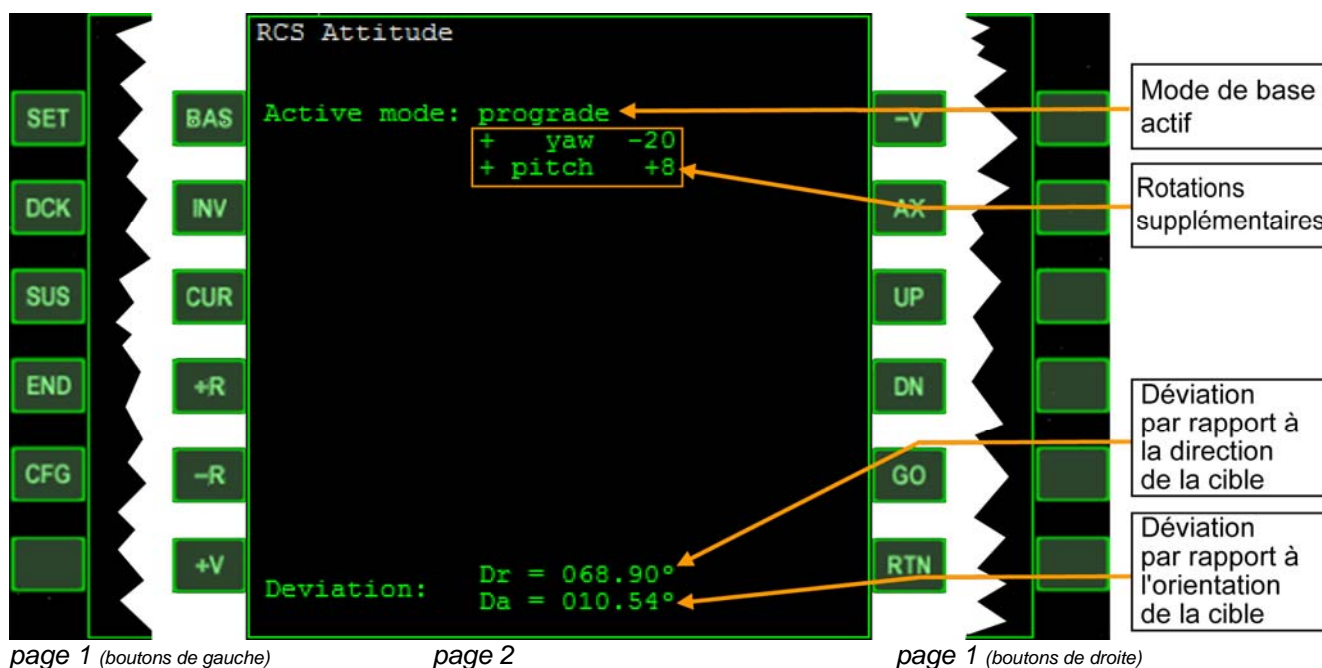 RCS Attitude
SET
BAS
Active mode: prograde
+ yaw -20
+ pitch +8
-V
Mode de base
actif
DCK
INV
AX
Rotations
supplémentaires
SUS
CUR
UP
END
+R
DN
Déviation
par rapport à
la direction
de la cible
CFG
-R
GO
+V
Deviation:
Dr = 068.90°
Da = 010.54°
RTN
Déviation
par rapport à
l'orientation
de la cible
page 1 (boutons de gauche)
page 2
page 1 (boutons de droite)